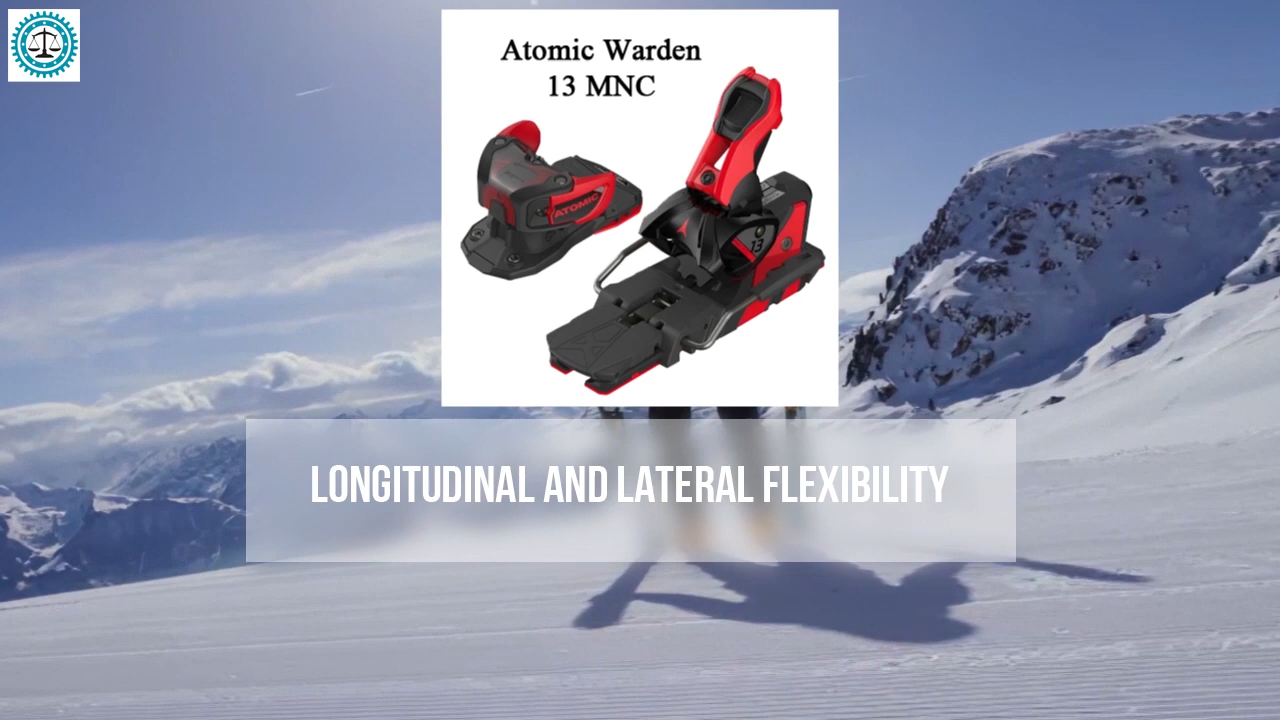 Atomic Warden
13 MNC
ATOMIC
13
LONGITUDINAL AND LATERAL FLEXIBILITY